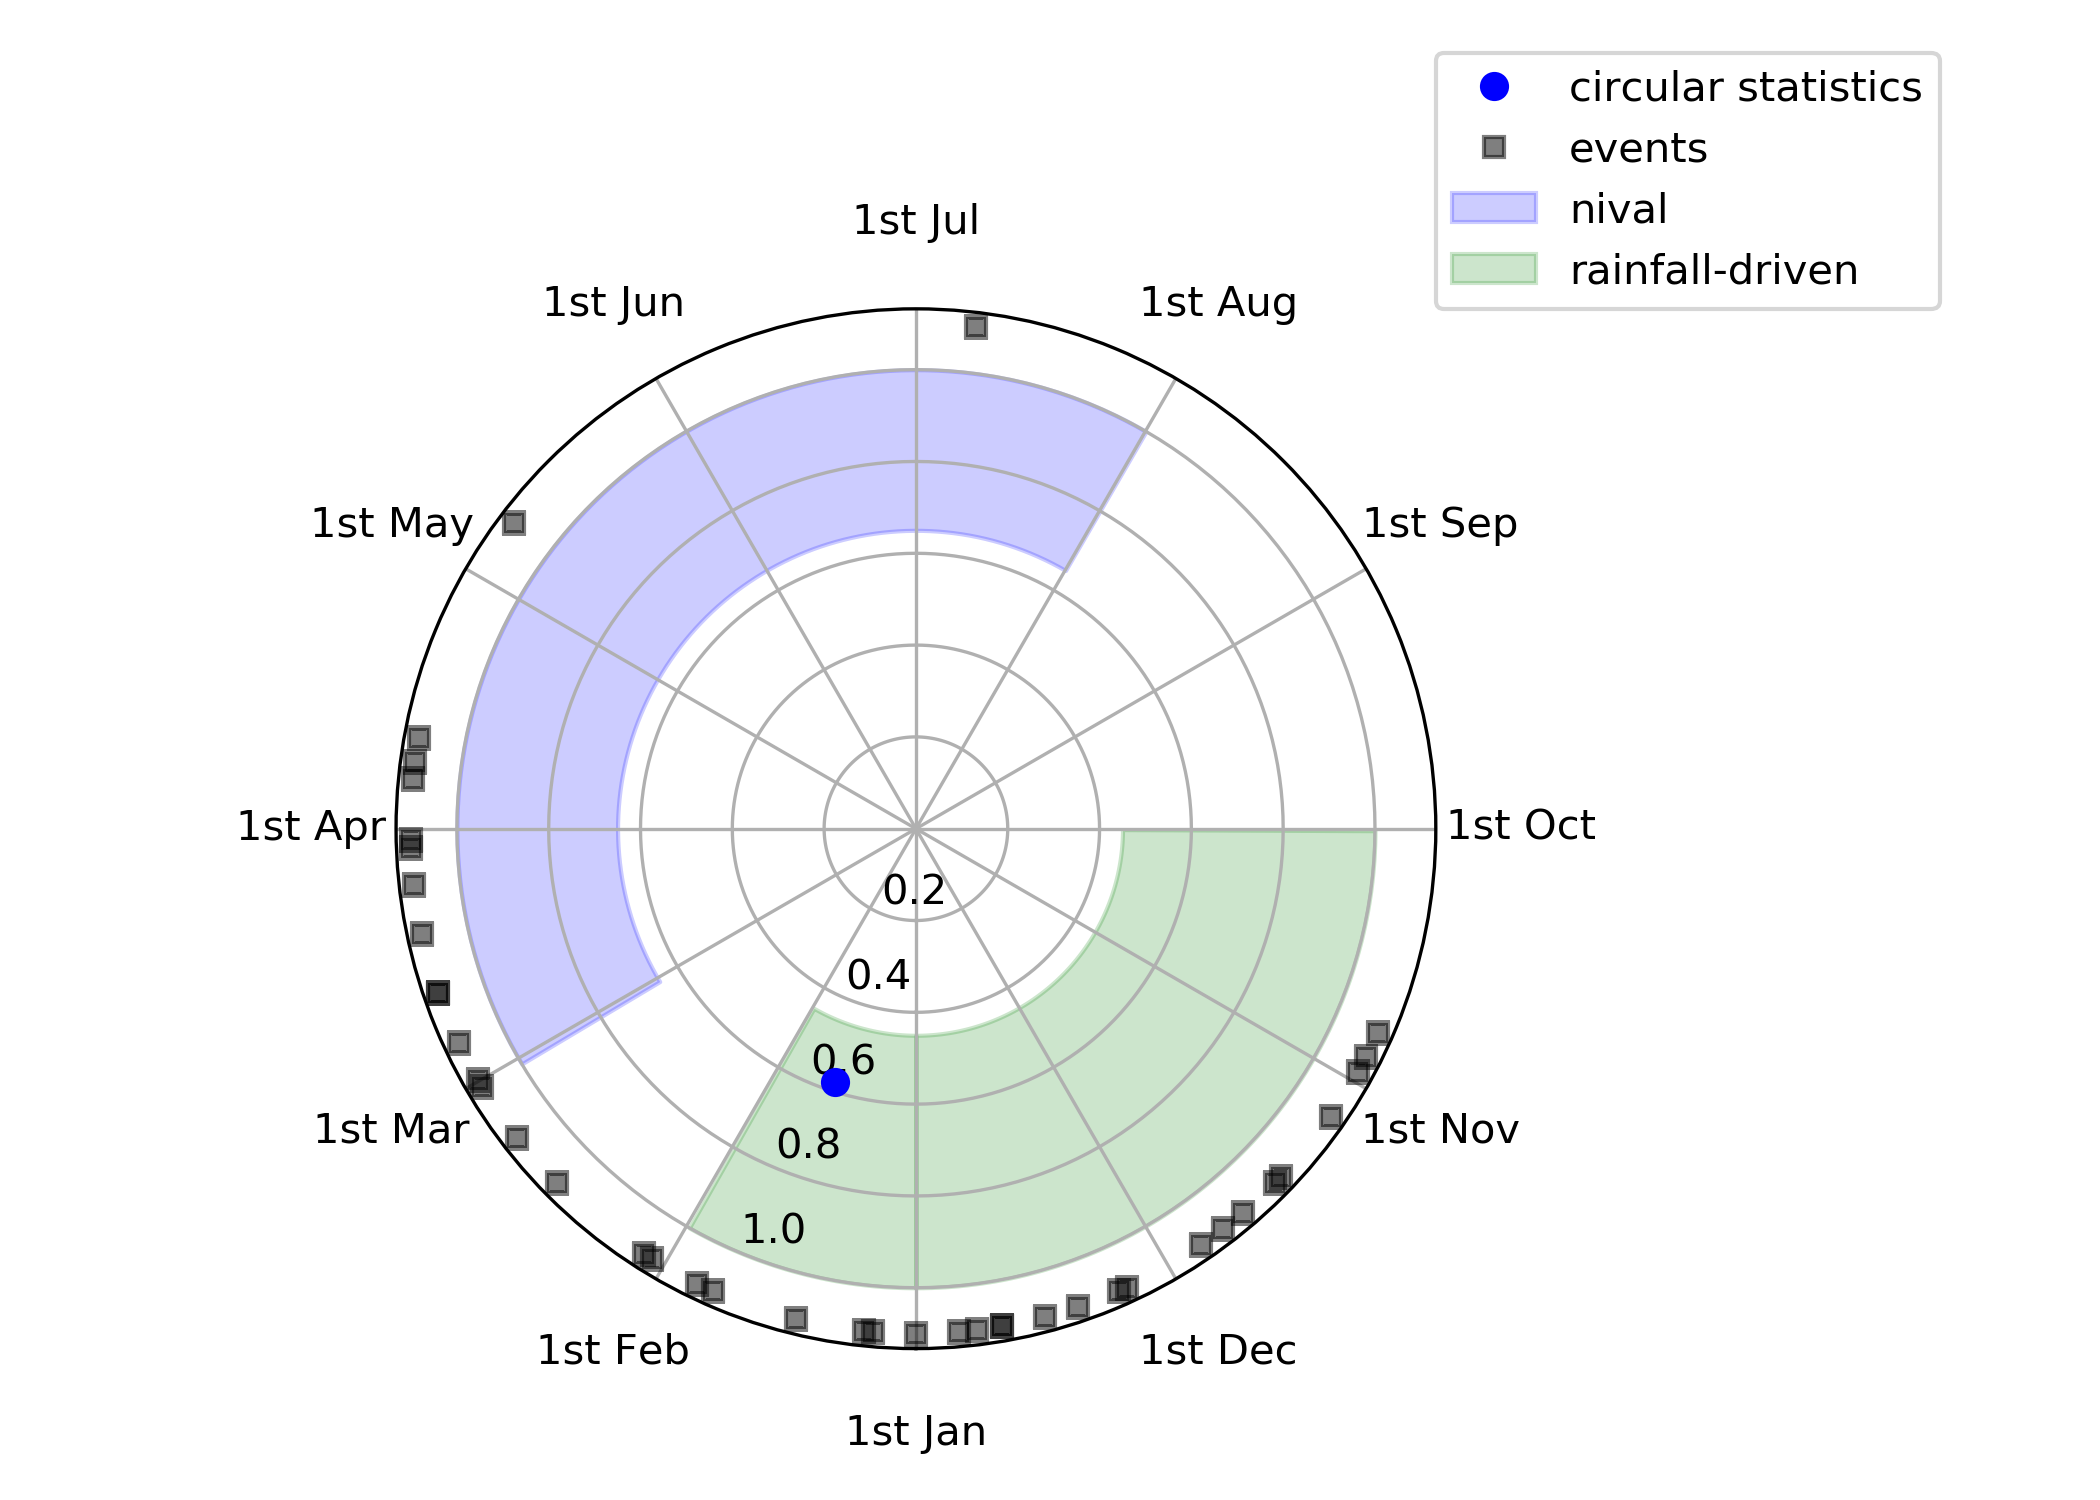 circular statistics
events
nival
rainfall-driven
1st Jul
1st Jun
1st Aug
1st May
1st Sep
1st Apr
1st Oct
0.2
0.4
0.6
0.8
1.0
1st Mar
1st Nov
1st Feb
1st Dec
1st Jan